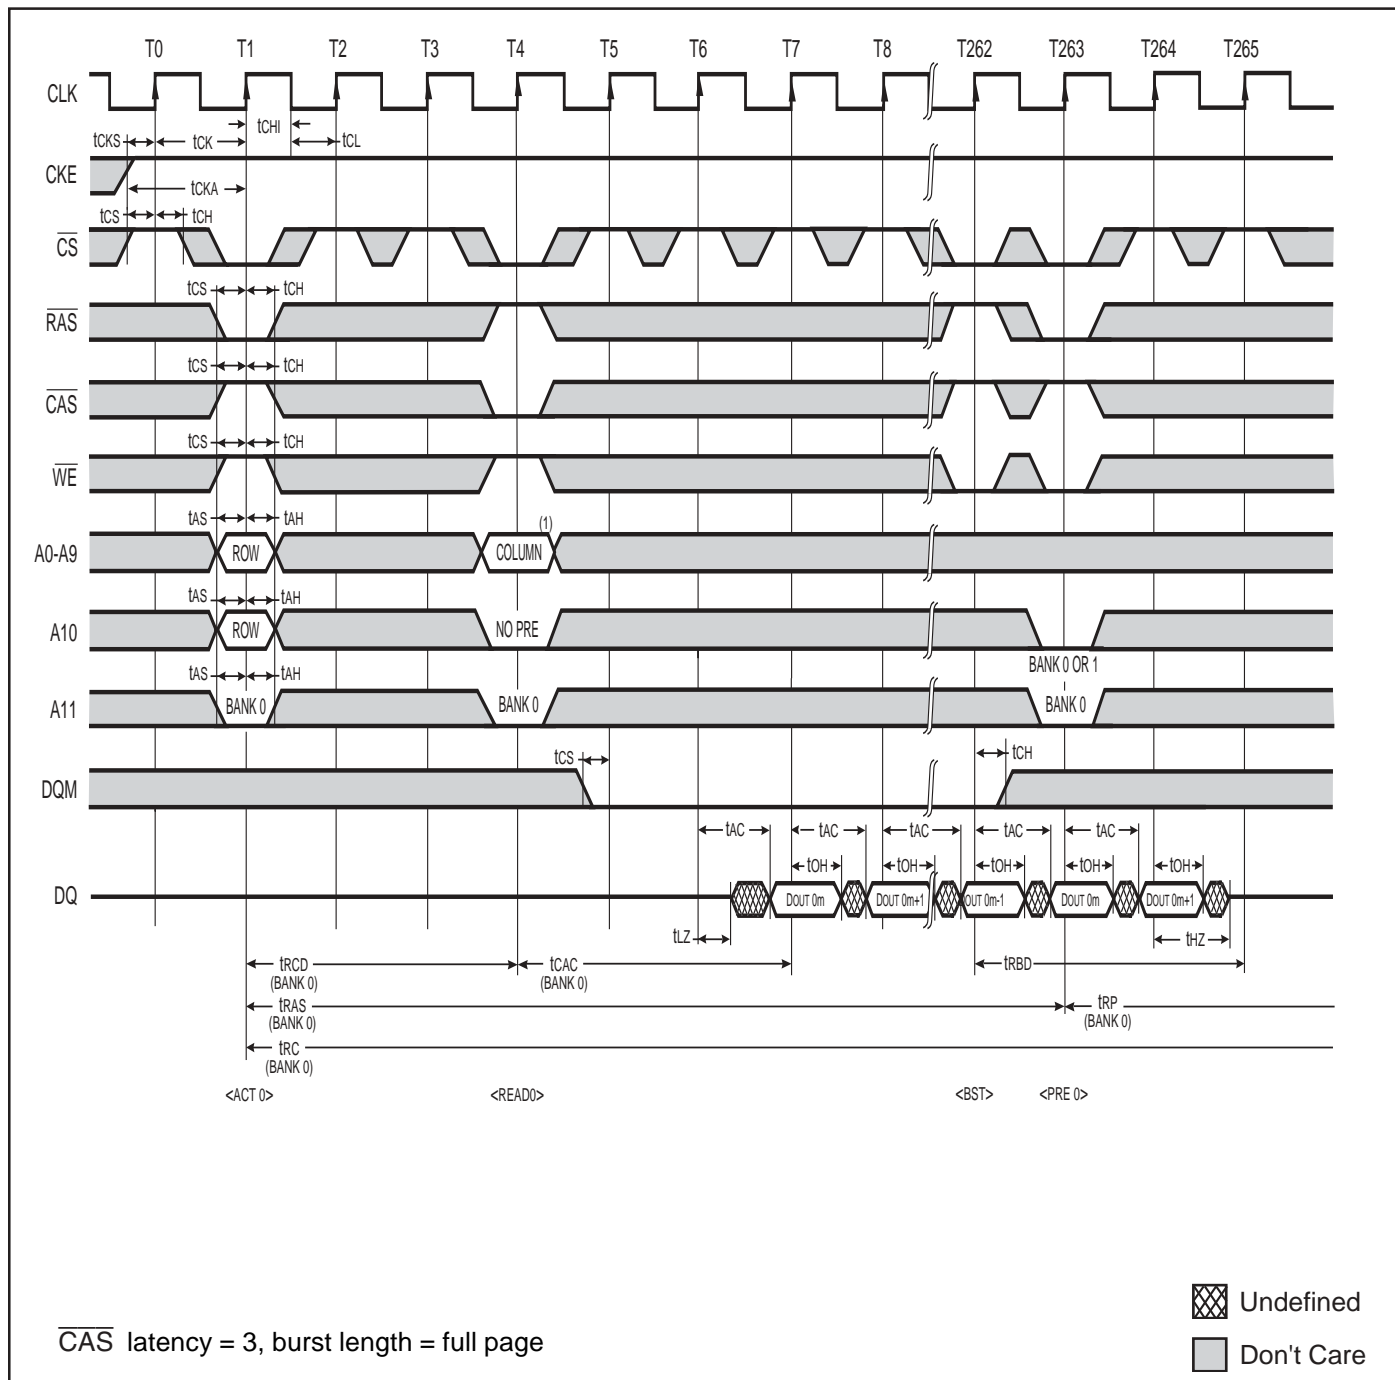 T0 T1 T2 T3 T4 T5 T6 T7 T8 T262 T263 T264 T265
CLK
tCHI
tCKS tCK tCL
CKE
tCKA
tCS tCH
CS
tCS tCH
RAS
tCS tCH
CAS
tCS tCH
WE
tAS tAH (1)
A0-A9 ROW COLUMN
tAS tAH
A10 ROW NO PRE
BANK 0 OR 1
tAS tAH
A11 BANK 0 BANK 0 BANK 0
tCS tCH
DQM
tAC tAC tAC tAC tAC
tOH tOH tOH tOH tOH
DQ DOUT 0m DOUT 0m+1 OUT 0m-1 DOUT 0m DOUT 0m+1
tLZ tHZ
tRCD tCAC tRBD
(BANK 0) (BANK 0)
tRAS tRP
(BANK 0) (BANK 0)
tRC
(BANK 0)
<ACT 0> <READ0> <BST> <PRE 0>
Undefined
CAS latency = 3, burst length = full page
Don't Care